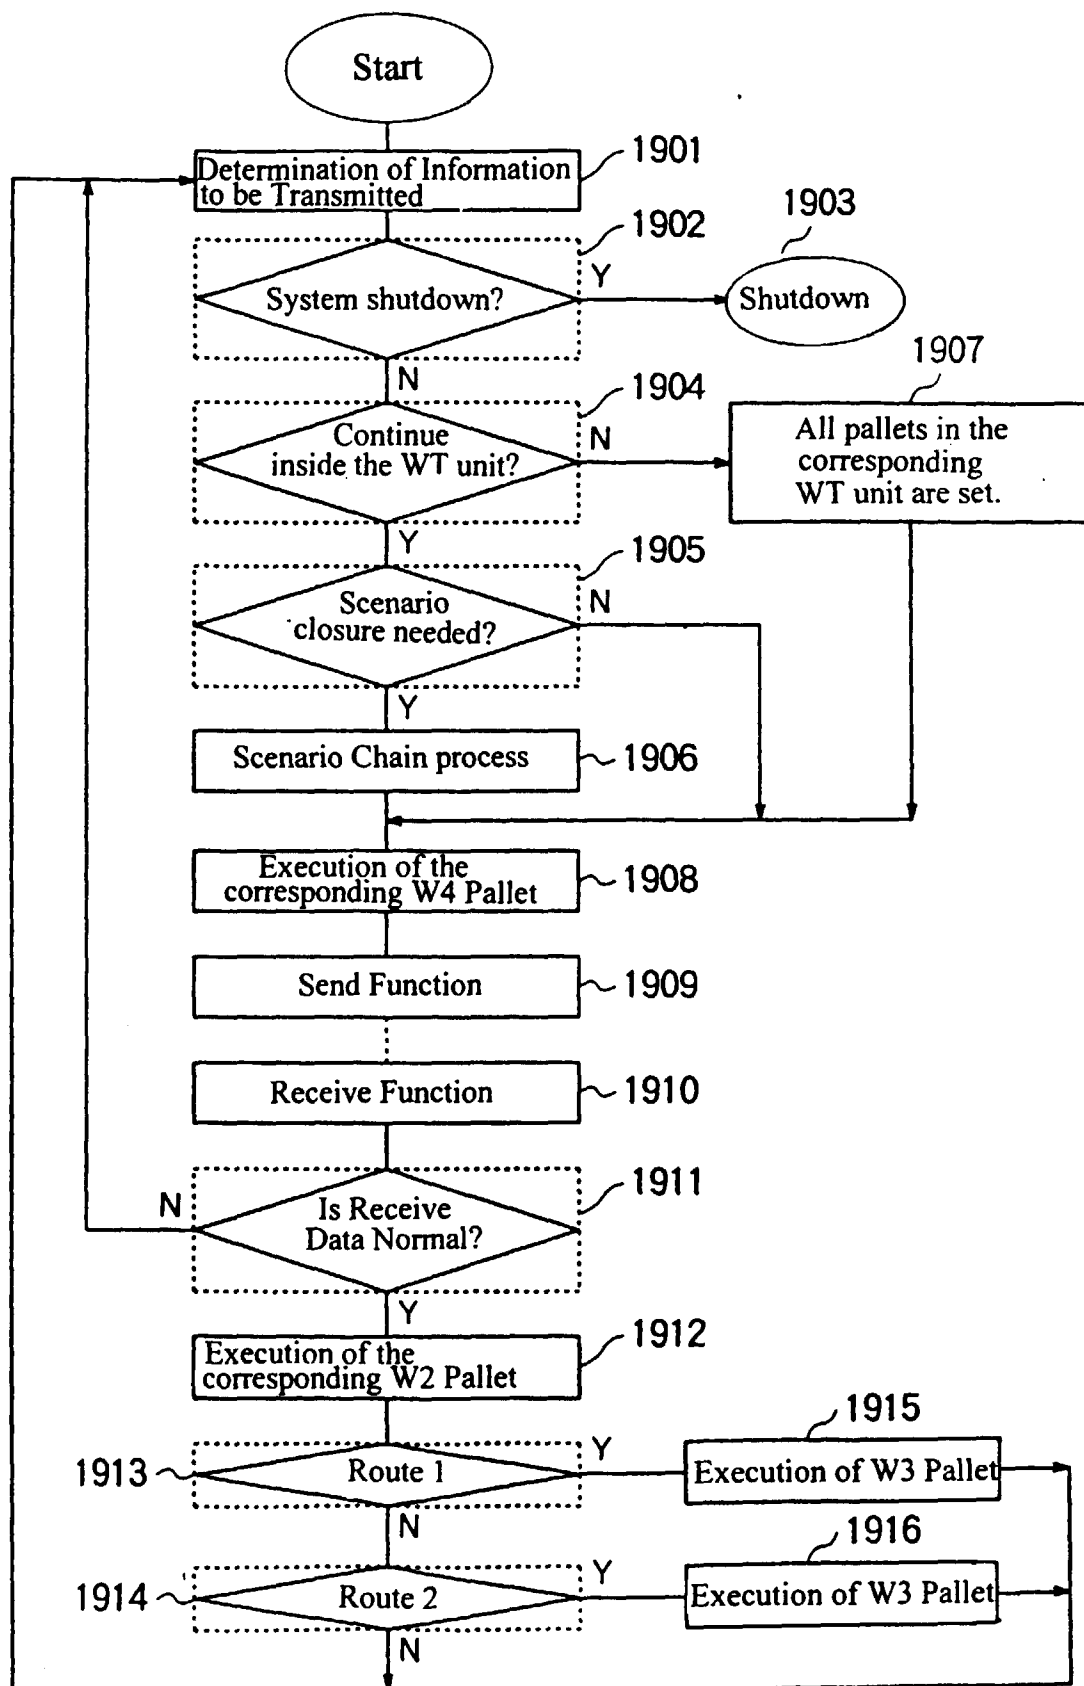 Start
1901
Determination of Information
to be Transmitted
1902
1903
System shutdown?
Y
Shutdown
N
1904
1907
Continue
inside the WT unit?
N
All pallets in the
corresponding
WT unit are set.
Y
1905
Scenario
closure needed?
N
Y
Scenario Chain process
1906
Execution of the
corresponding W4 Pallet
1908
Send Function
1909
Receive Function
1910
1911
N
Is Receive
Data Normal?
Y
1912
Execution of the
corresponding W2 Pallet
1915
1913
Route 1
Y
Execution of W3 Pallet
N
1916
1914
Route 2
Y
Execution of W3 Pallet
N